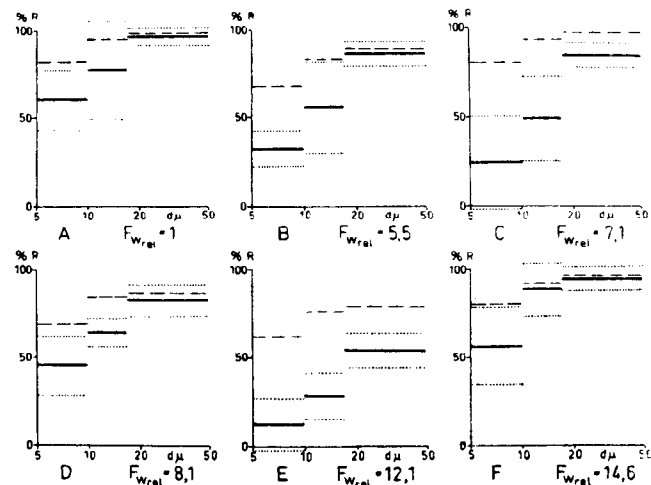 % R
% R
% R
100
100
100
50
50
50
0
0
0
5 10 20 dμ 50
5 10 20 dμ 50
5 10 20 dμ 50
A F_Wrel = 1
B F_Wrel = 5,5
C F_Wrel = 7,1
% R
% R
% R
100
100
100
50
50
50
0
0
0
5 10 20 dμ 50
5 10 20 dμ 50
5 10 20 dμ 50
D F_Wrel = 8,1
E F_Wrel = 12,1
F F_Wrel = 14,6